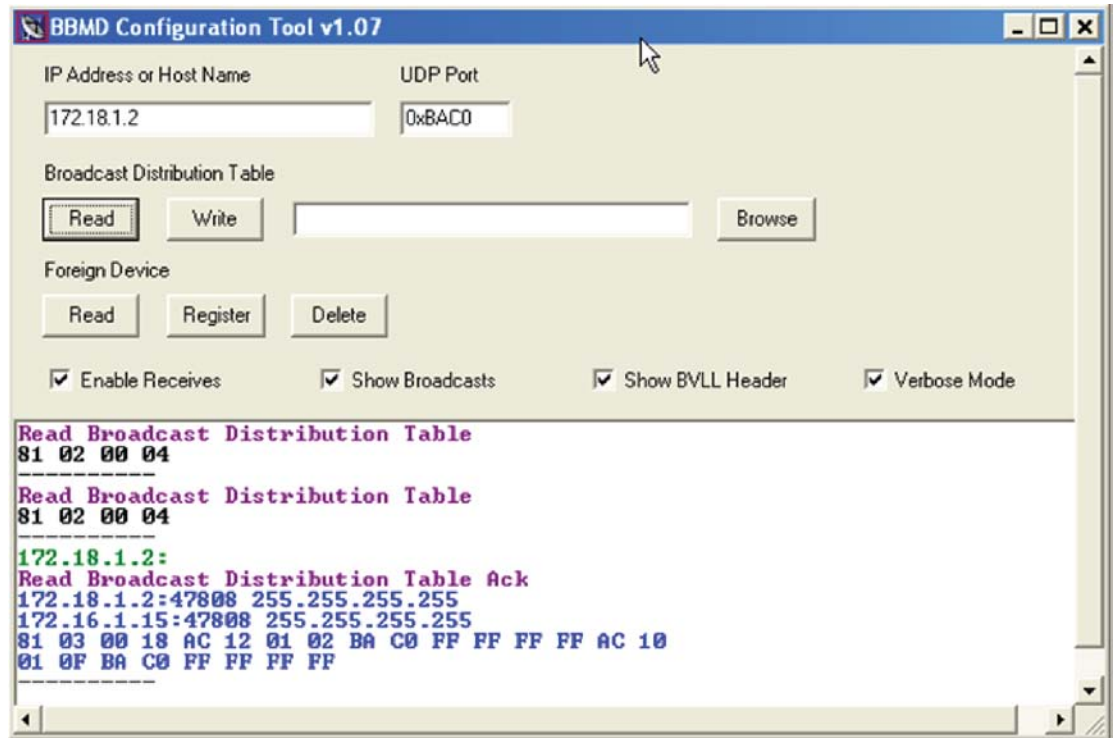 BBMD Configuration Tool v1.07
IP Address or Host Name UDP Port
172.18.1.2 0xBAC0
Broadcast Distribution Table
Read Write Browse
Foreign Device
Read Register Delete
Enable Receives Show Broadcasts Show BVLL Header Verbose Mode
Read Broadcast Distribution Table
81 02 00 04
----------
Read Broadcast Distribution Table
81 02 00 04
----------
172.18.1.2:
Read Broadcast Distribution Table Ack
172.18.1.2:47808 255.255.255.255
172.16.1.15:47808 255.255.255.255
81 03 00 18 AC 12 01 02 BA C0 FF FF FF FF AC 10
01 0F BA C0 FF FF FF FF
----------